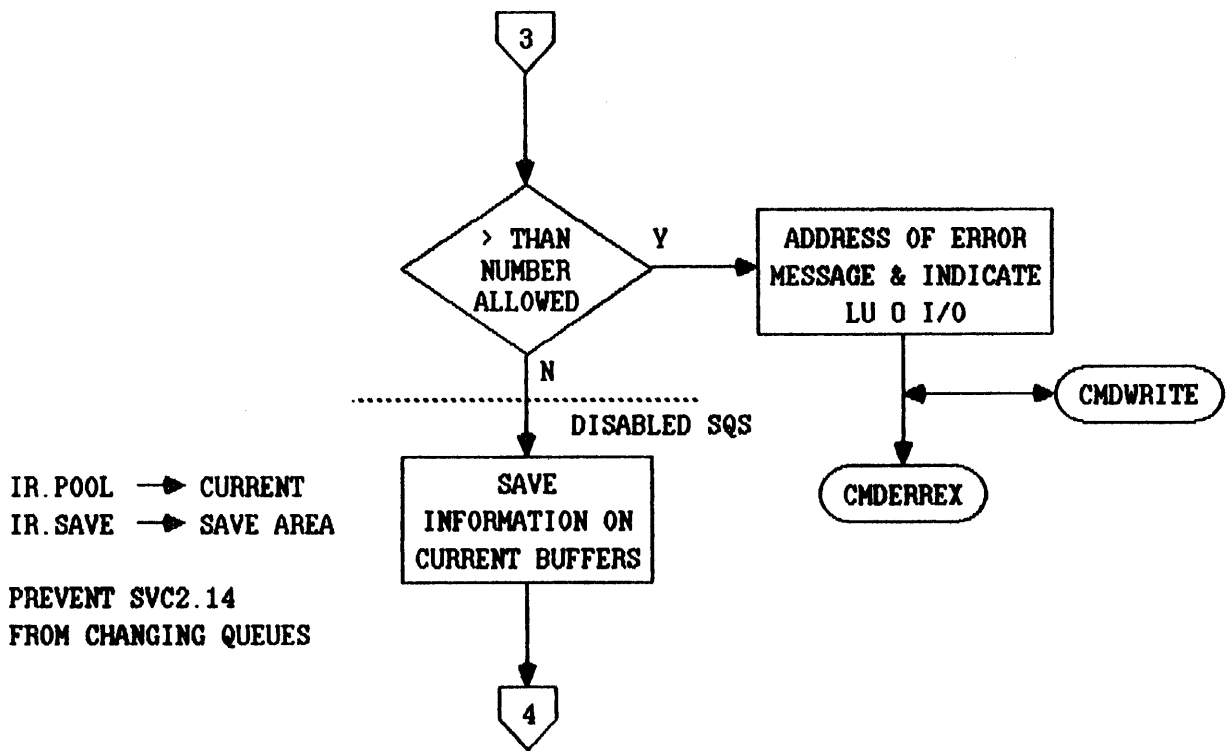 3
> THAN
NUMBER
ALLOWED
Y
ADDRESS OF ERROR
MESSAGE & INDICATE
LU 0 I/O
N
CMDWRITE
DISABLED SQS
CMDERREX
IR.POOL → CURRENT
IR.SAVE → SAVE AREA
SAVE
INFORMATION ON
CURRENT BUFFERS
PREVENT SVC2.14
FROM CHANGING QUEUES
4